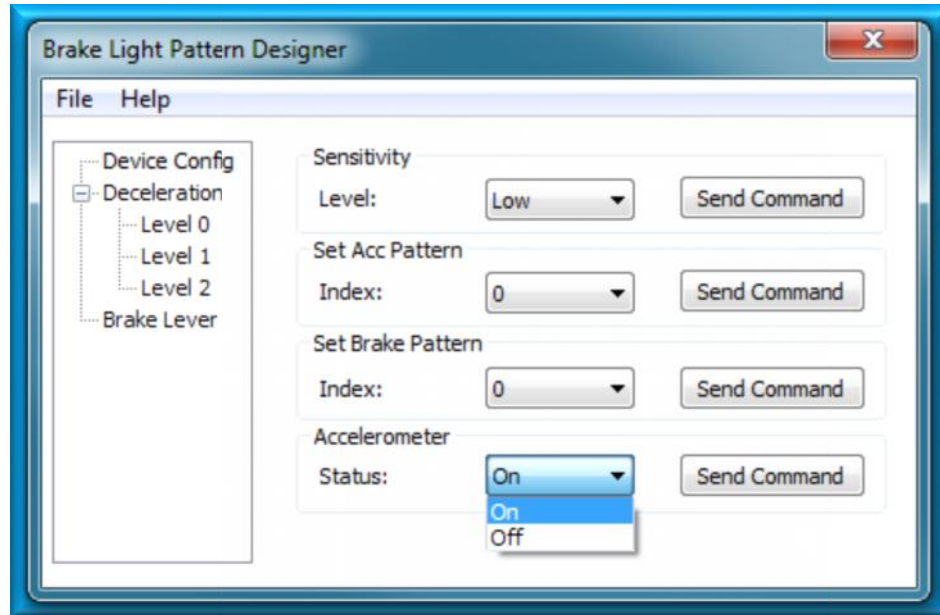 Brake Light Pattern Designer
File Help
Device Config
Deceleration
Level 0
Level 1
Level 2
Brake Lever
Sensitivity
Level: Low Send Command
Set Acc Pattern
Index: 0 Send Command
Set Brake Pattern
Index: 0 Send Command
Accelerometer
Status: On Send Command
On
Off